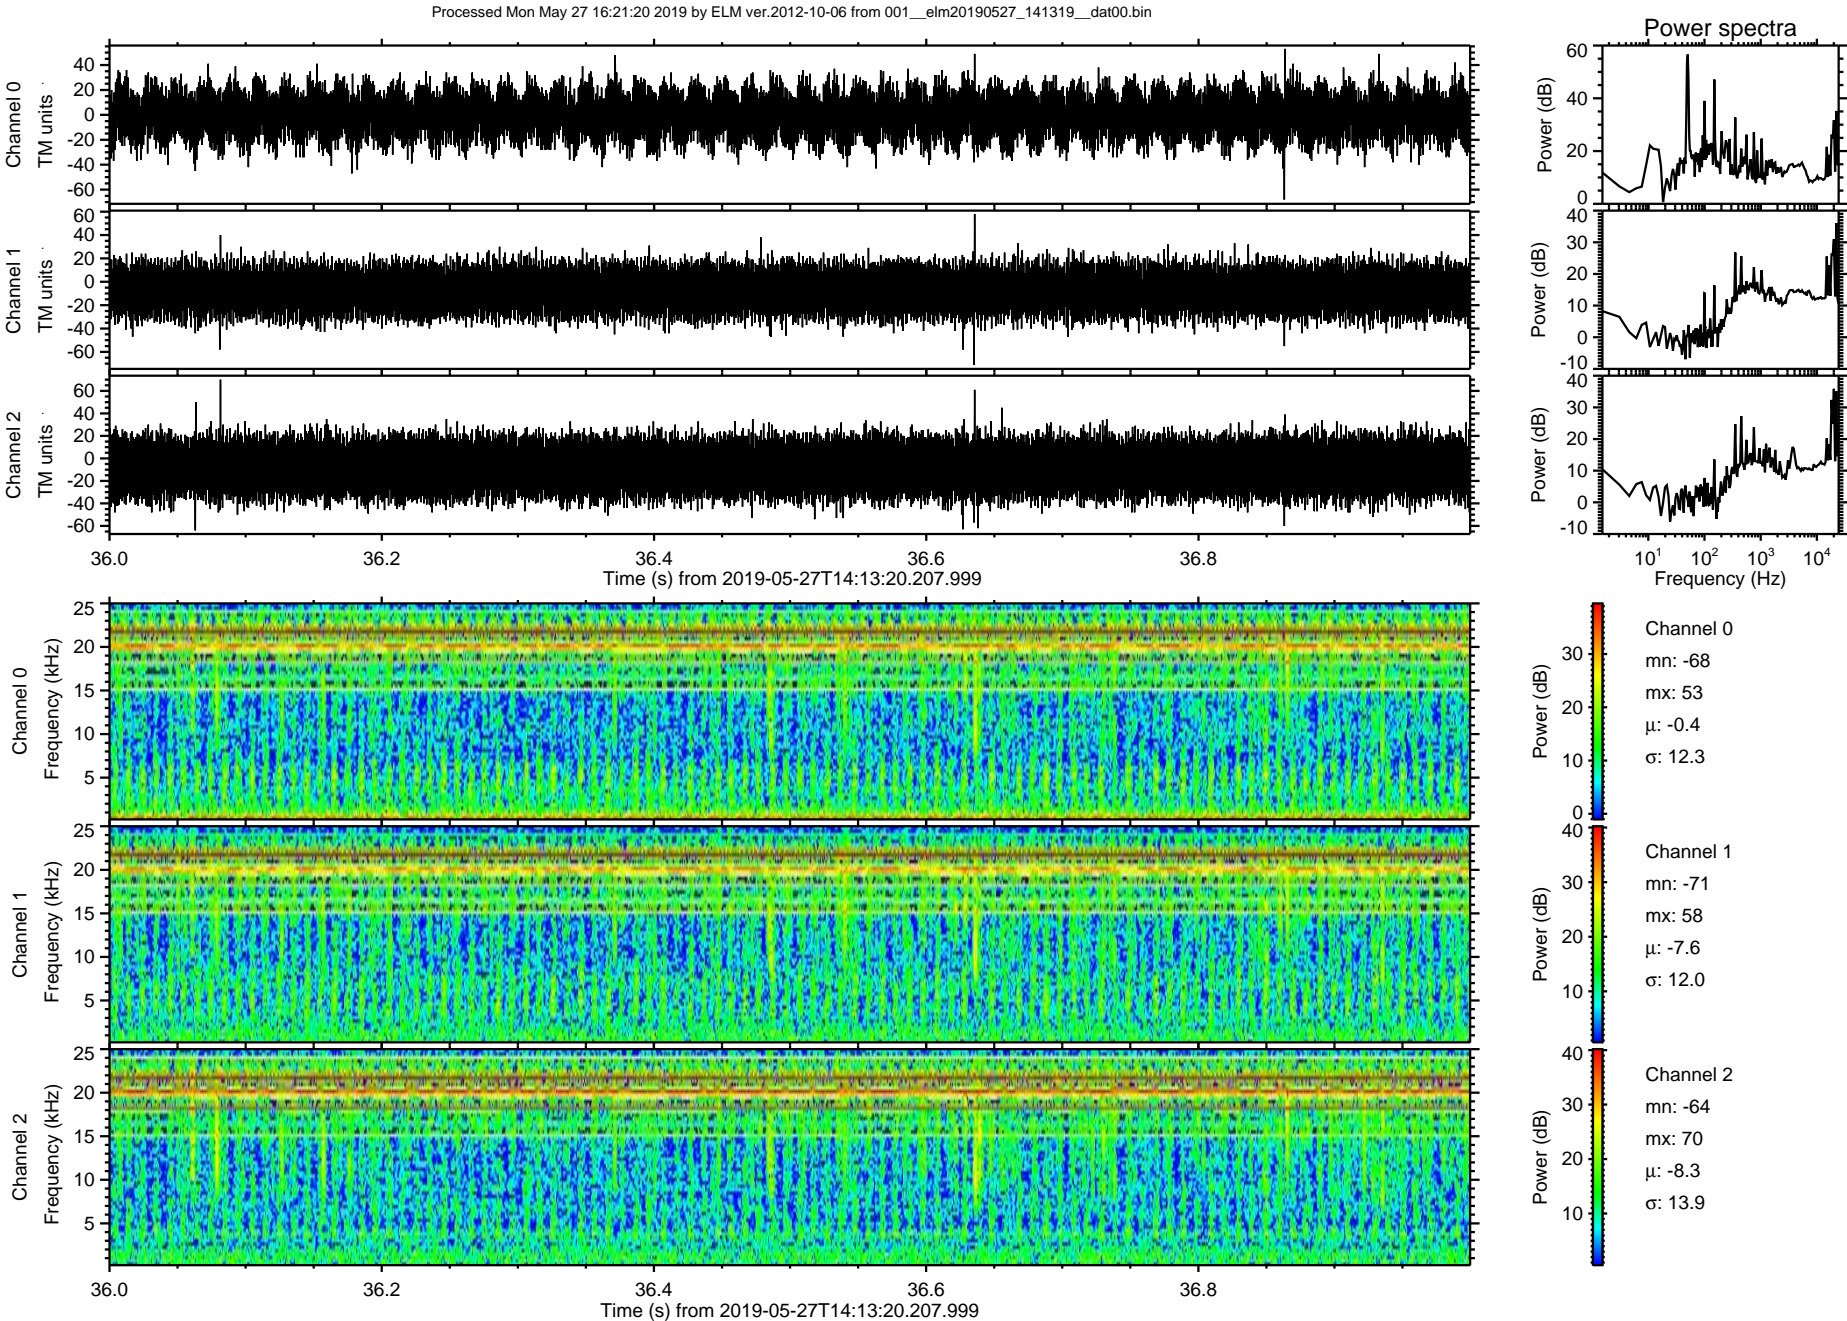 Processed Mon May 27 16:21:20 2019 by ELM ver.2012-10-06 from 001__elm20190527_141319__dat00.bin
Power spectra
Channel 0
TM units
40
20
0
-20
-40
-60
Power (dB)
60
40
20
0
Channel 1
TM units
60
40
20
0
-20
-40
-60
Power (dB)
40
30
20
10
0
-10
Channel 2
TM units
60
40
20
0
-20
-40
-60
Power (dB)
40
30
20
10
0
-10
36.0 36.2 36.4 36.6 36.8
Time (s) from 2019-05-27T14:13:20.207.999
10^1 10^2 10^3 10^4
Frequency (Hz)
Channel 0
Frequency (kHz)
25
20
15
10
5
Power (dB)
30
20
10
0
Channel 0
mn: -68
mx: 53
μ: -0.4
σ: 12.3
Channel 1
Frequency (kHz)
25
20
15
10
5
Power (dB)
40
30
20
10
Channel 1
mn: -71
mx: 58
μ: -7.6
σ: 12.0
Channel 2
Frequency (kHz)
25
20
15
10
5
Power (dB)
40
30
20
10
Channel 2
mn: -64
mx: 70
μ: -8.3
σ: 13.9
36.0 36.2 36.4 36.6 36.8
Time (s) from 2019-05-27T14:13:20.207.999